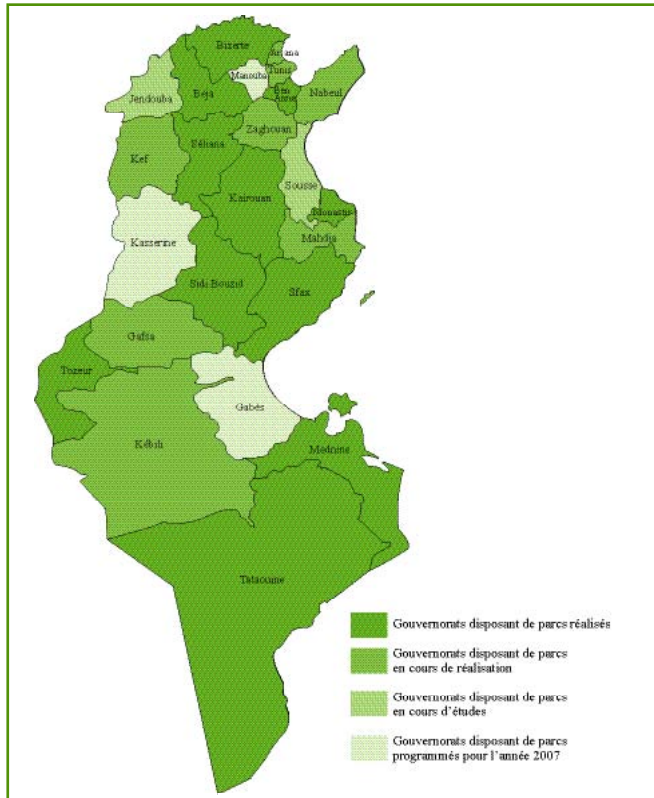 Bizerte
Ariana
Tunis
Manouba
Ben
Arous
Nabeul
Jendouba
Béja
Zaghouan
Siliana
Kef
Sousse
Kairouan
Monastir
Mahdia
Kasserine
Sidi Bouzid
Sfax
Gafsa
Tozeur
Gabès
Kébili
Mednine
Tataouine
Gouvernorats disposant de parcs réalisés
Gouvernorats disposant de parcs
en cours de réalisation
Gouvernorats disposant de parcs
en cours d'études
Gouvernorats disposant de parcs
programmés pour l'année 2007